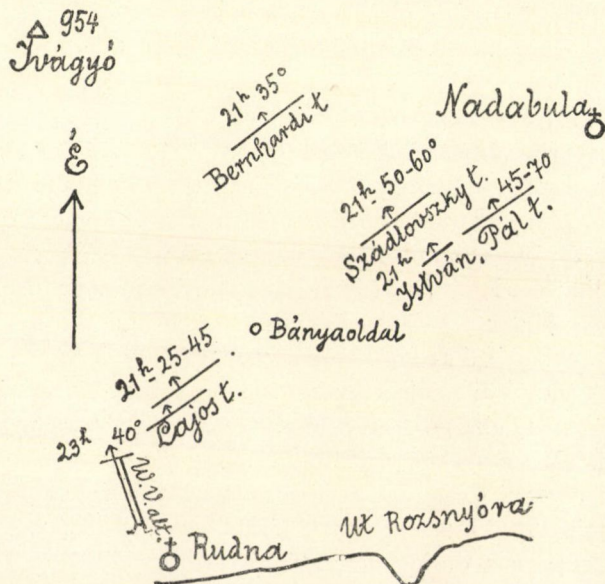 954
Ivágyó
É
21ʰ 35°
Bernhardi t
Nadabula
21ʰ 50-60°
Szádlovszky t.
21ʰ
45-70
István, Pál t.
Bányaoldal
21ʰ 25-45
Lajos t.
23ʰ
40°
W.V. alt.
Rudna
Ut Rozsnyóra